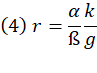 (4) r = α/ß k/g